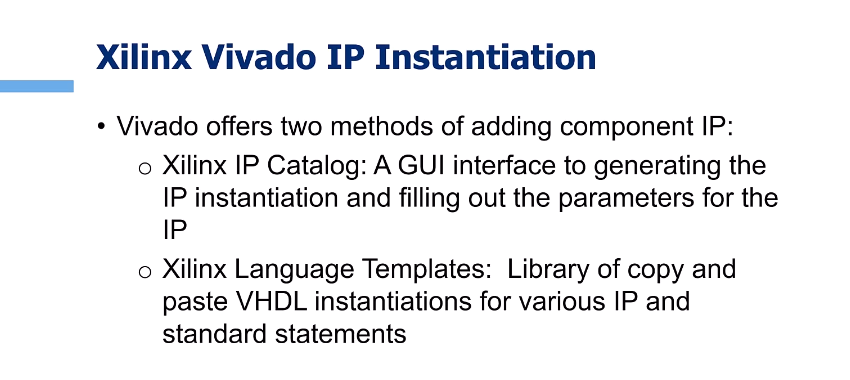 Xilinx Vivado IP Instantiation
• Vivado offers two methods of adding component IP:
o Xilinx IP Catalog: A GUI interface to generating the
IP instantiation and filling out the parameters for the
IP
o Xilinx Language Templates:  Library of copy and
paste VHDL instantiations for various IP and
standard statements